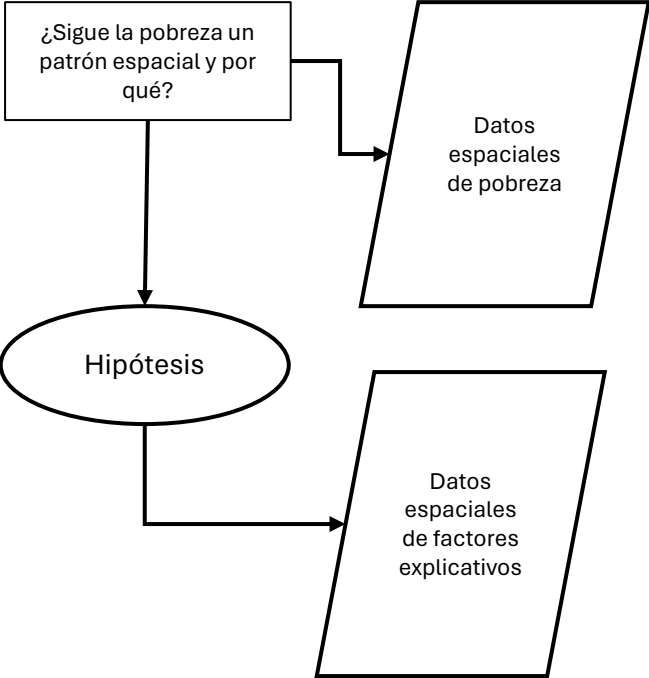 ¿Sigue la pobreza un
patrón espacial y por
qué?
Datos
espaciales
de pobreza
Hipótesis
Datos
espaciales
de factores
explicativos